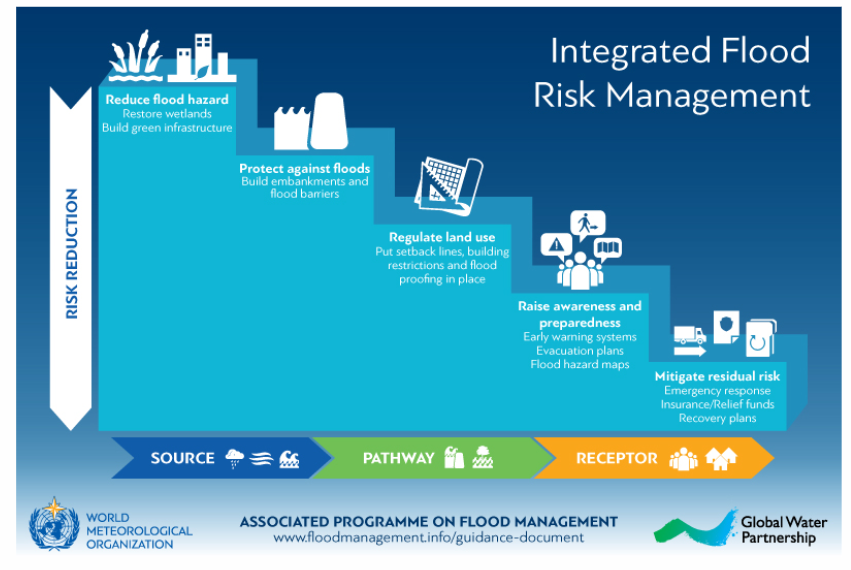 Integrated Flood
Risk Management
RISK REDUCTION
Reduce flood hazard
Restore wetlands
Build green infrastructure
Protect against floods
Build embankments and
flood barriers
Regulate land use
Put setback lines, building
restrictions and flood
proofing in place
Raise awareness and
preparedness
Early warning systems
Evacuation plans
Flood hazard maps
Mitigate residual risk
Emergency response
Insurance/Relief funds
Recovery plans
SOURCE
PATHWAY
RECEPTOR
WORLD
METEOROLOGICAL
ORGANIZATION
ASSOCIATED PROGRAMME ON FLOOD MANAGEMENT
www.floodmanagement.info/guidance-document
Global Water
Partnership